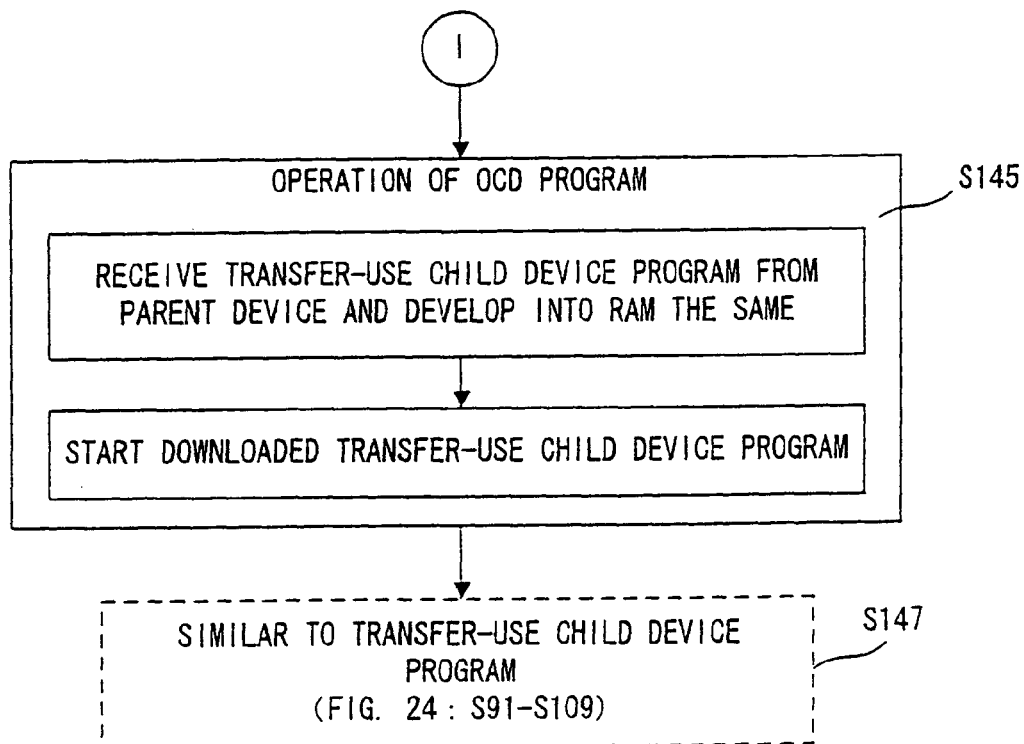 I
OPERATION OF OCD PROGRAM
S145
RECEIVE TRANSFER-USE CHILD DEVICE PROGRAM FROM
PARENT DEVICE AND DEVELOP INTO RAM THE SAME
START DOWNLOADED TRANSFER-USE CHILD DEVICE PROGRAM
S147
SIMILAR TO TRANSFER-USE CHILD DEVICE
PROGRAM
(FIG. 24 : S91-S109)